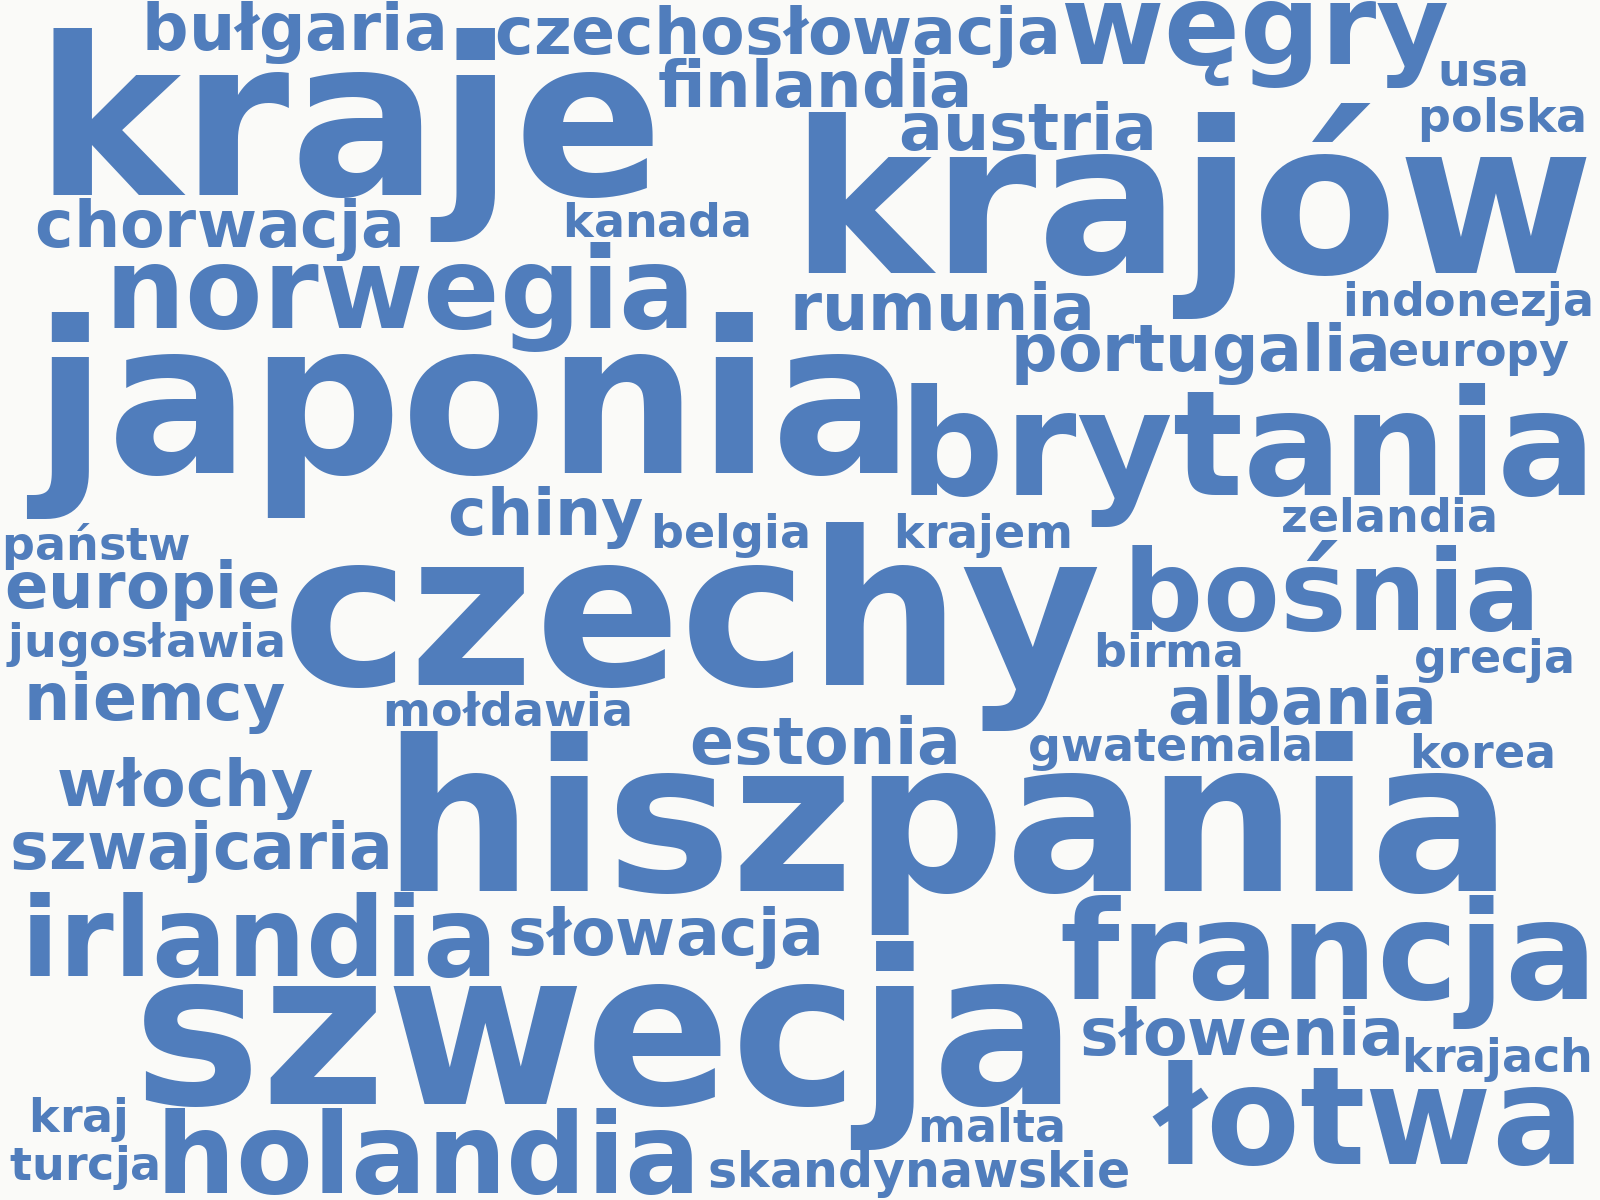 bułgaria
czechosłowacja
węgry
kraje
finlandia
usa
polska
austria
krajów
chorwacja
kanada
norwegia
rumunia
indonezja
japonia
portugalia
europy
brytania
chiny
belgia
krajem
zelandia
państw
europie
czechy
bośnia
jugosławia
birma
grecja
niemcy
mołdawia
albania
estonia
gwatemala
korea
włochy
hiszpania
szwajcaria
irlandia
słowacja
francja
szwecja
słowenia
krajach
łotwa
kraj
holandia
malta
turcja
skandynawskie